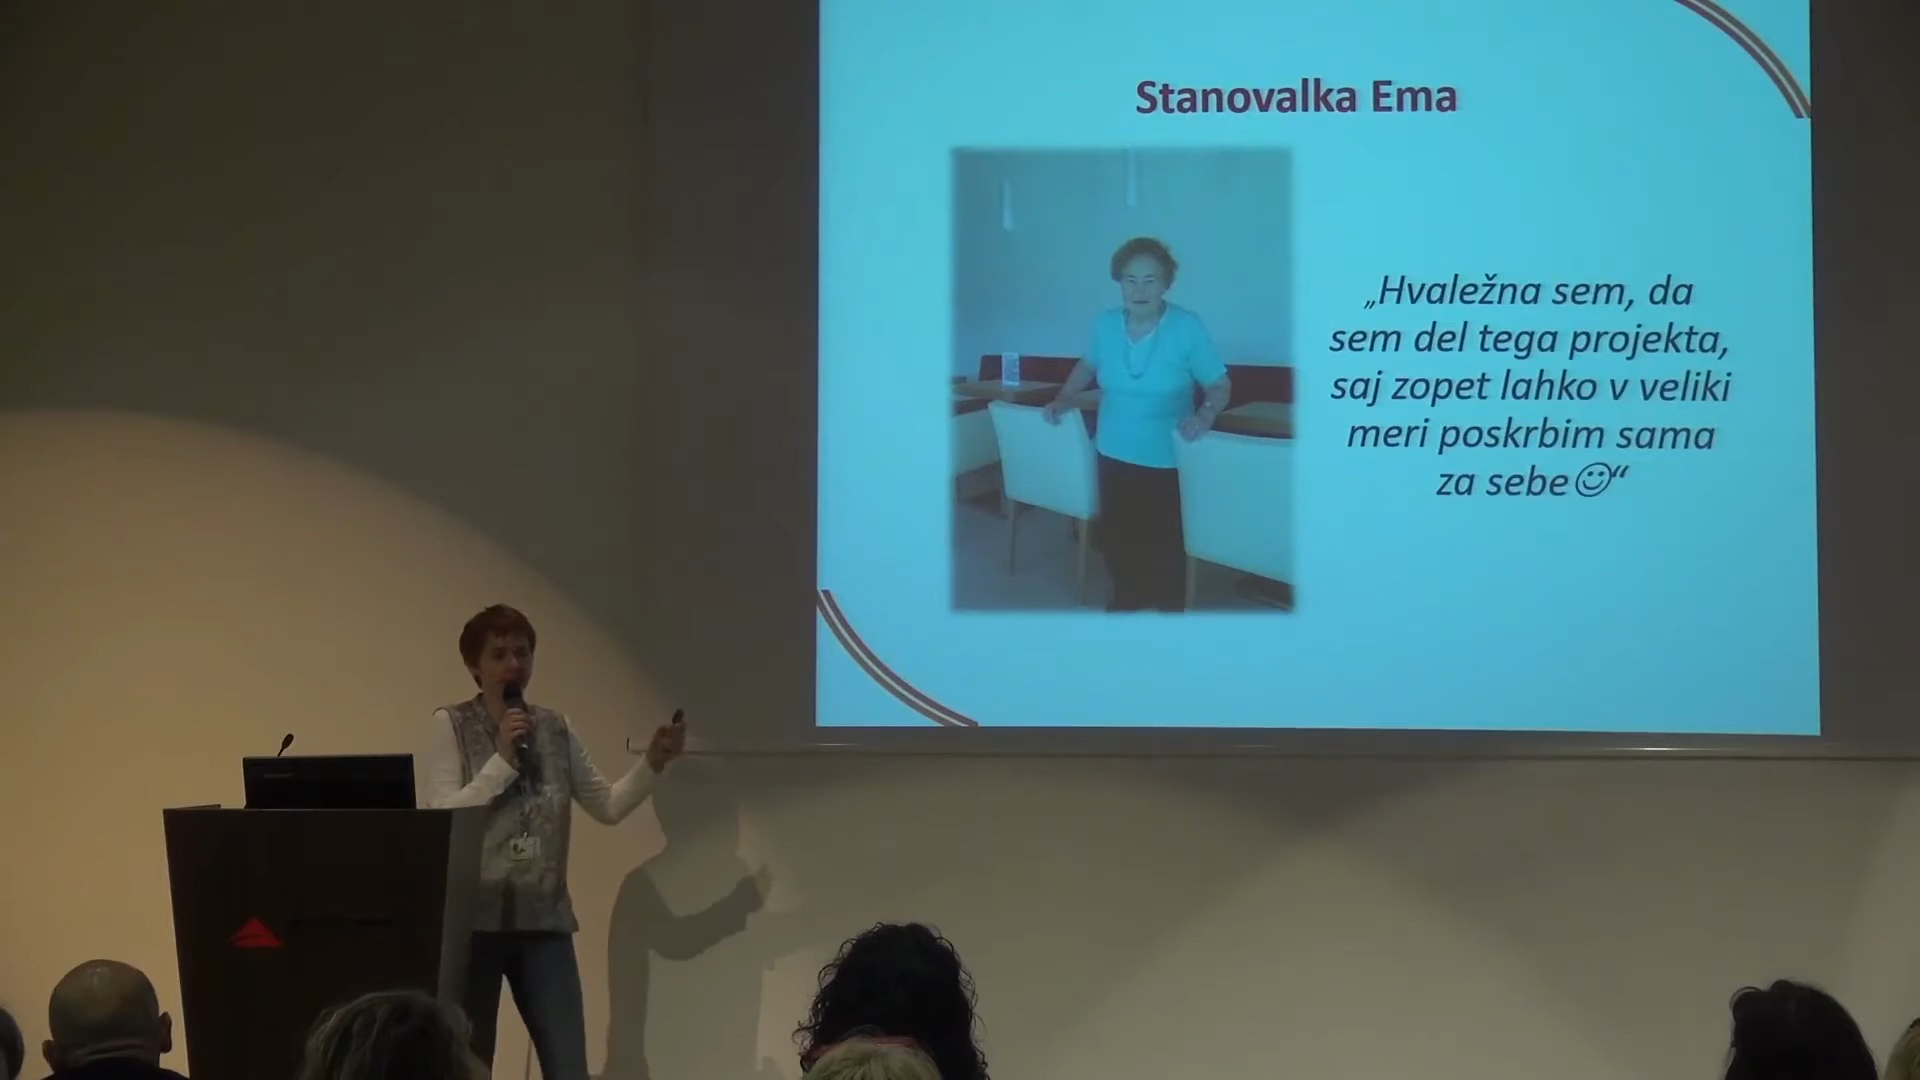 Stanovalka Ema
„Hvaležna sem, da
sem del tega projekta,
saj zopet lahko v veliki
meri poskrbim sama
za sebe☺“